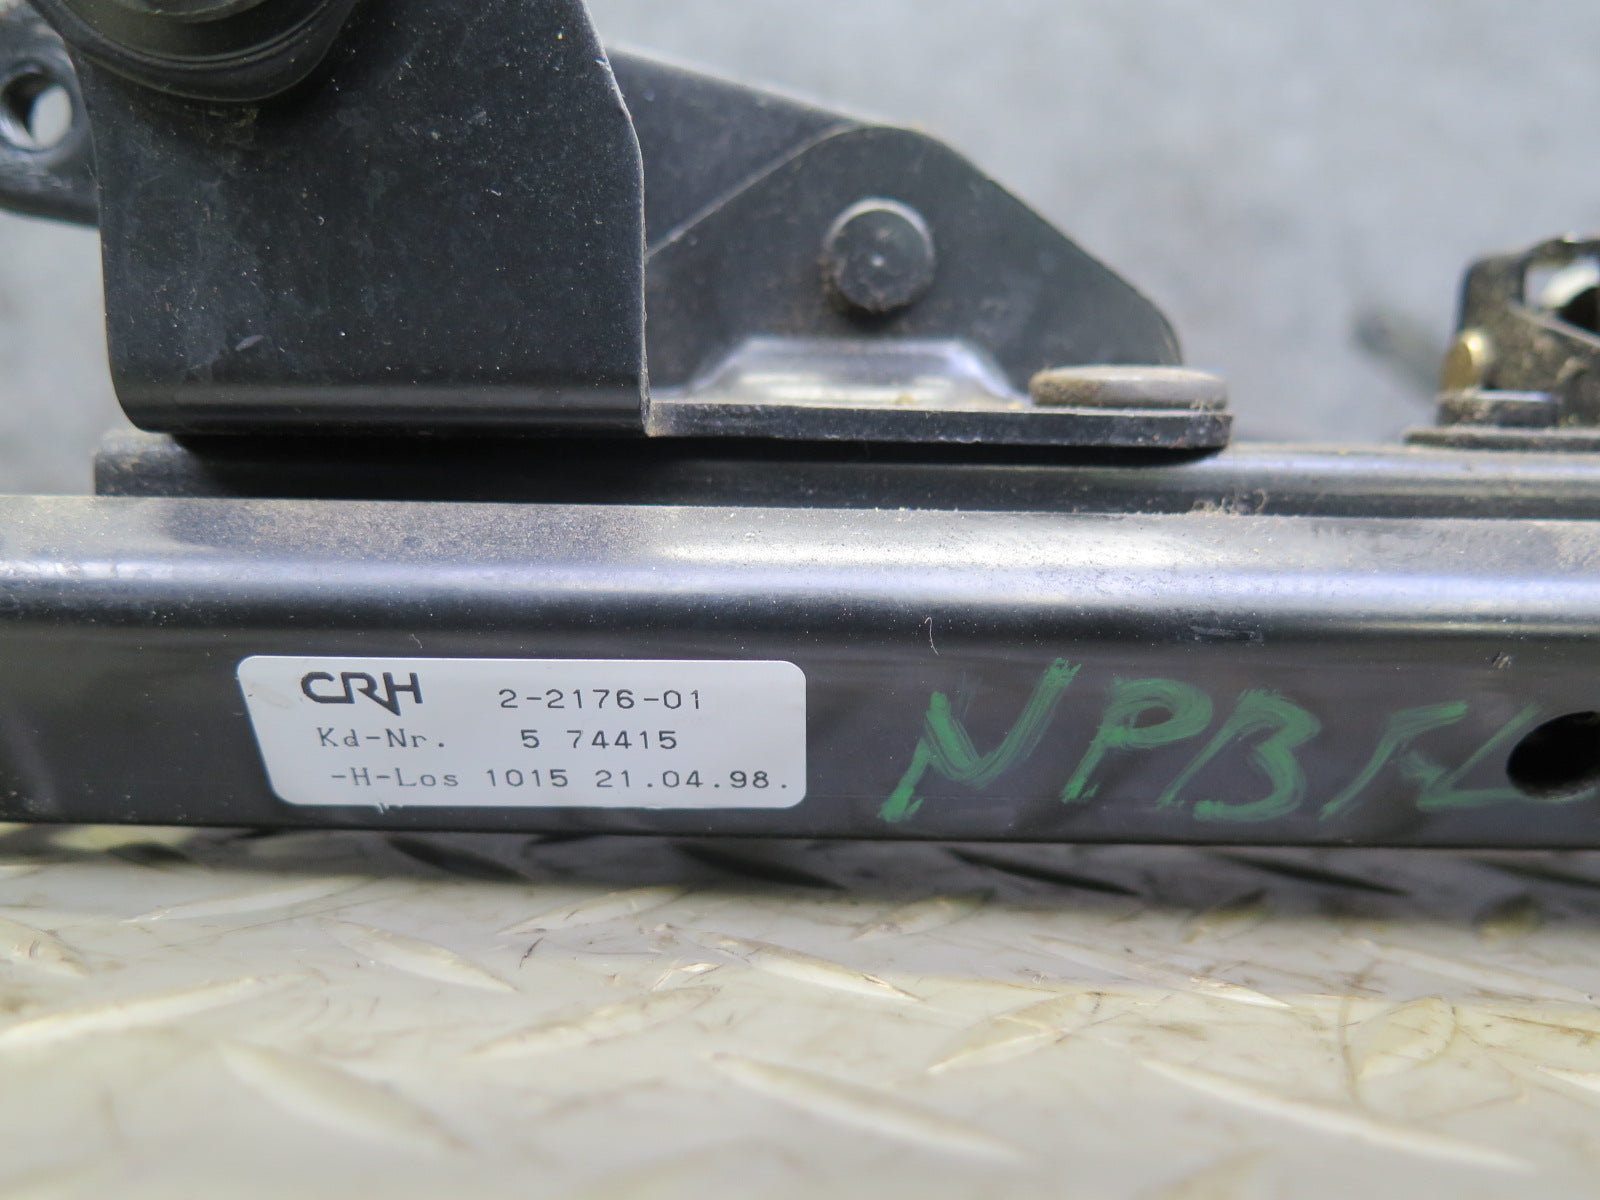 CRH 2-2176-01
Kd-Nr. 5 74415
-H-Los 1015 21.04.98.
NPB